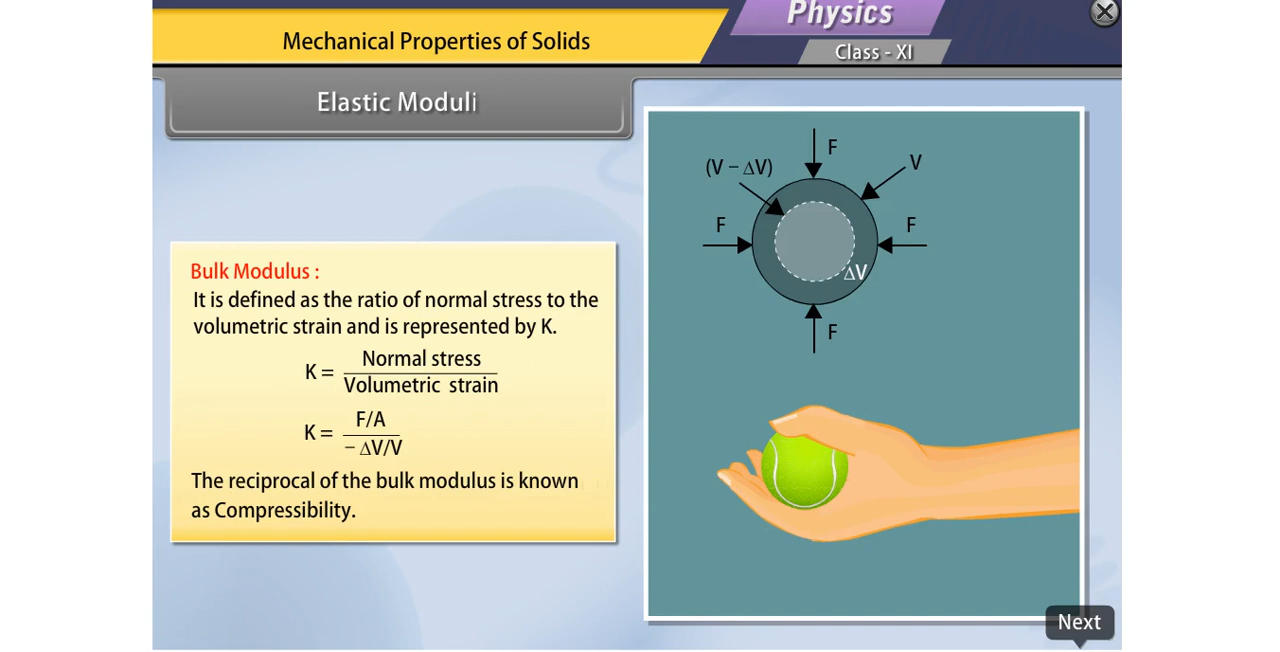 Physics
Mechanical Properties of Solids
Class - XI
Elastic Moduli
(V − ΔV)
F
V
F
F
ΔV
F
Bulk Modulus :
It is defined as the ratio of normal stress to the
volumetric strain and is represented by K.
K = Normal stress
Volumetric strain
K = F/A
− ΔV/V
The reciprocal of the bulk modulus is known
as Compressibility.
Next